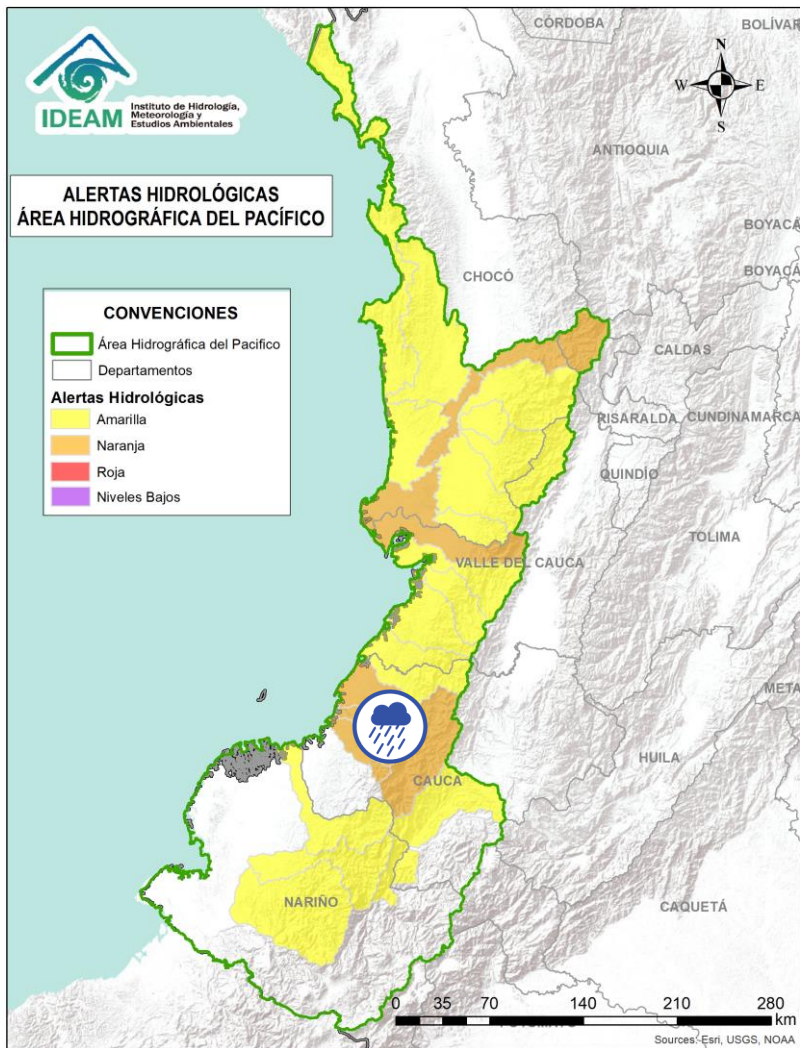 CÓRDOBA
BOLÍVAR
N
W
E
S
IDEAM
Instituto de Hidrología,
Meteorología y
Estudios Ambientales
ANTIOQUIA
ALERTAS HIDROLÓGICAS
ÁREA HIDROGRÁFICA DEL PACÍFICO
BOYACÁ
BOYACÁ
CHOCÓ
CONVENCIONES
Área Hidrográfica del Pacifico
Departamentos
Alertas Hidrológicas
Amarilla
Naranja
Roja
Niveles Bajos
CALDAS
RISARALDA
CUNDINAMARCA
QUINDÍO
TOLIMA
VALLE DEL CAUCA
META
HUILA
CAUCA
NARIÑO
CAQUETÁ
0 35 70 140 210 280
km
Sources: Esri, USGS, NOAA